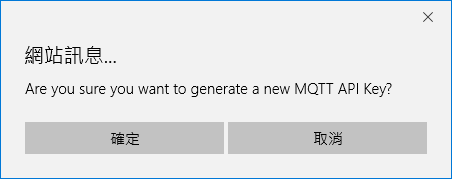 網站訊息...
Are you sure you want to generate a new MQTT API Key?
確定
取消